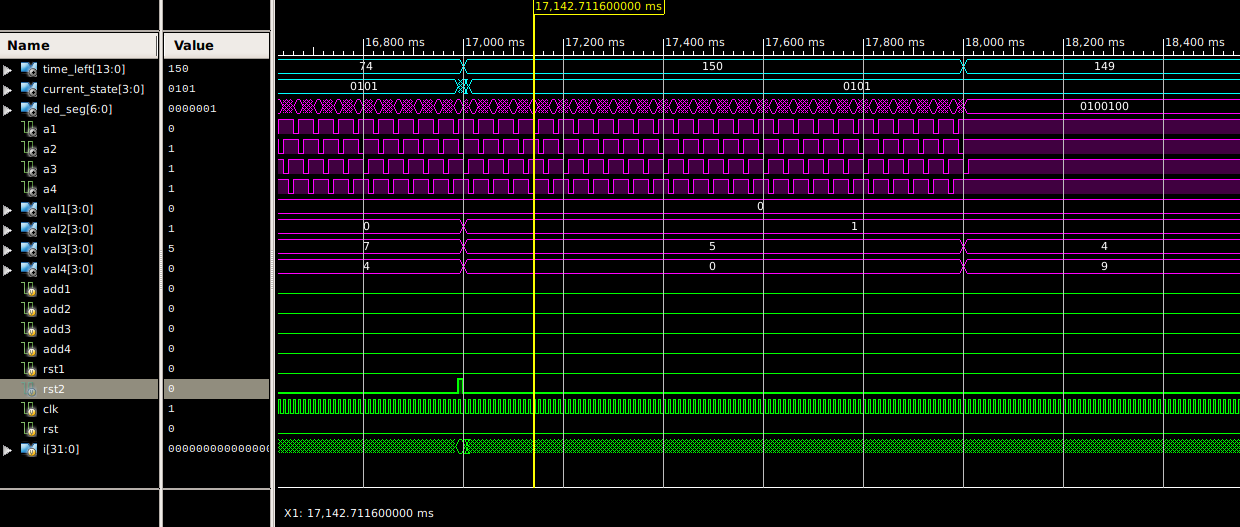 17,142.711600000 ms
Name Value 16,800 ms 17,000 ms 17,200 ms 17,400 ms 17,600 ms 17,800 ms 18,000 ms 18,200 ms 18,400 ms
time_left[13:0] 150 74 150 149
current_state[3:0] 0101 0101 0101
led_seg[6:0] 0000001 0100100
a1 0
a2 1
a3 1
a4 1
val1[3:0] 0 0
val2[3:0] 1 0 1
val3[3:0] 5 7 5 4
val4[3:0] 0 4 0 9
add1 0
add2 0
add3 0
add4 0
rst1 0
rst2 0
clk 1
rst 0
i[31:0] 000000000000000
X1: 17,142.711600000 ms